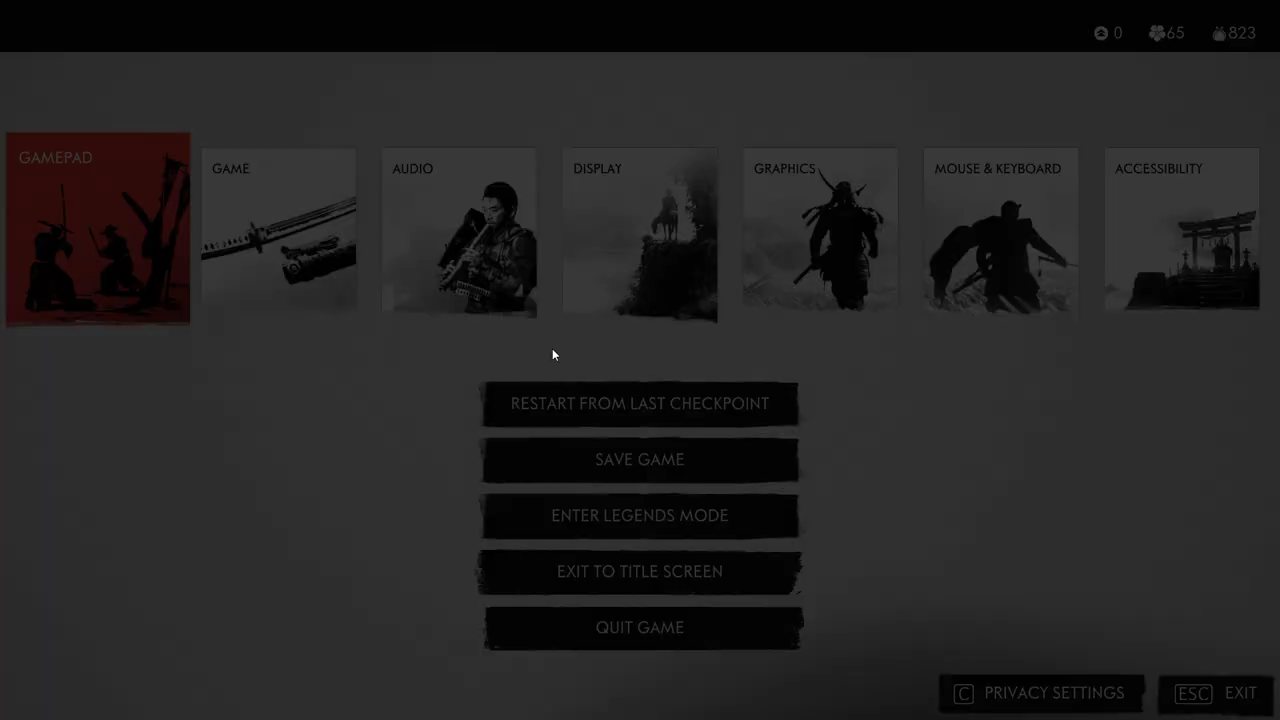 0 65 823
GAMEPAD
GAME
AUDIO
DISPLAY
GRAPHICS
MOUSE & KEYBOARD
ACCESSIBILITY
RESTART FROM LAST CHECKPOINT
SAVE GAME
ENTER LEGENDS MODE
EXIT TO TITLE SCREEN
QUIT GAME
C PRIVACY SETTINGS ESC EXIT